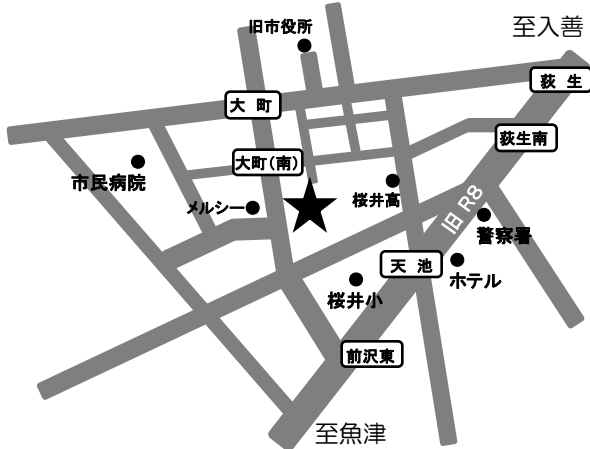 至入善
旧市役所
荻 生
大 町
荻生南
大町(南)
市民病院
桜井高
メルシー
旧 R8
警察署
天 池
ホテル
桜井小
前沢東
至魚津